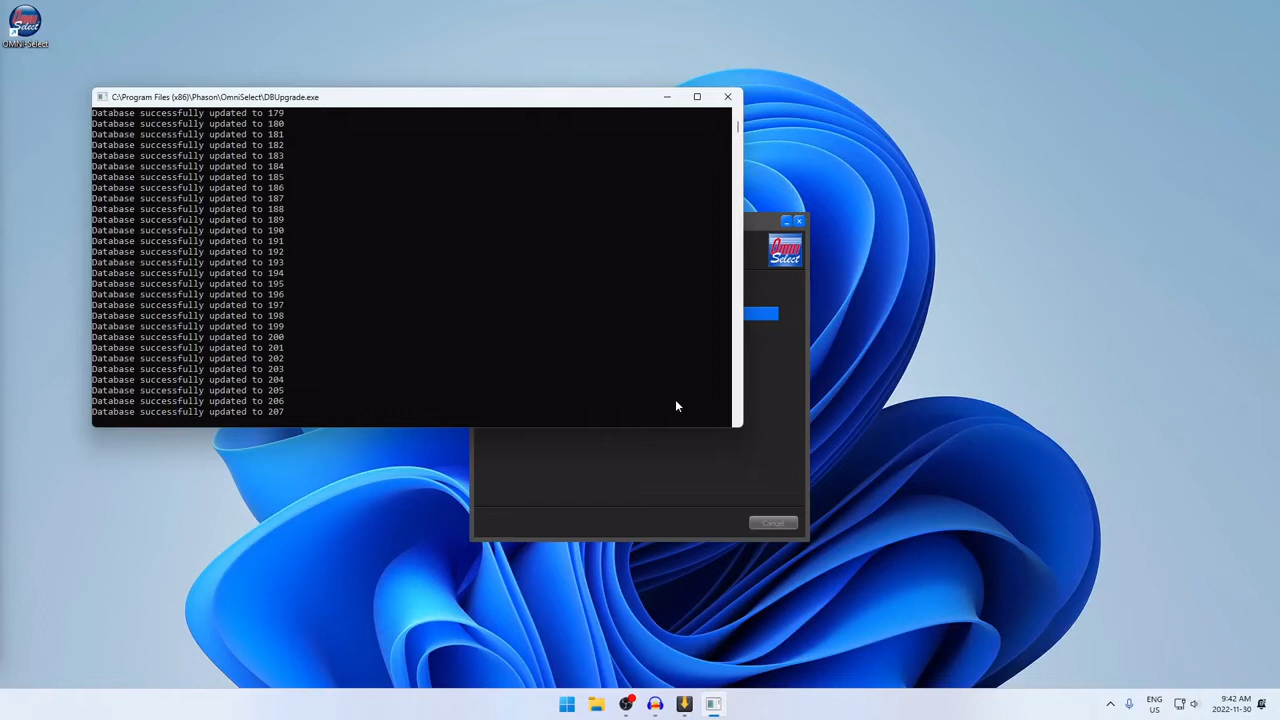 Omni
Select
OMNI-Select
C:\Program Files (x86)\Phason\OmniSelect\DBUpgrade.exe
Database successfully updated to 179
Database successfully updated to 180
Database successfully updated to 181
Database successfully updated to 182
Database successfully updated to 183
Database successfully updated to 184
Database successfully updated to 185
Database successfully updated to 186
Database successfully updated to 187
Database successfully updated to 188
Database successfully updated to 189
Database successfully updated to 190
Database successfully updated to 191
Database successfully updated to 192
Database successfully updated to 193
Database successfully updated to 194
Database successfully updated to 195
Database successfully updated to 196
Database successfully updated to 197
Database successfully updated to 198
Database successfully updated to 199
Database successfully updated to 200
Database successfully updated to 201
Database successfully updated to 202
Database successfully updated to 203
Database successfully updated to 204
Database successfully updated to 205
Database successfully updated to 206
Database successfully updated to 207
Omni
Select
Cancel
ENG
US
9:42 AM
2022-11-30